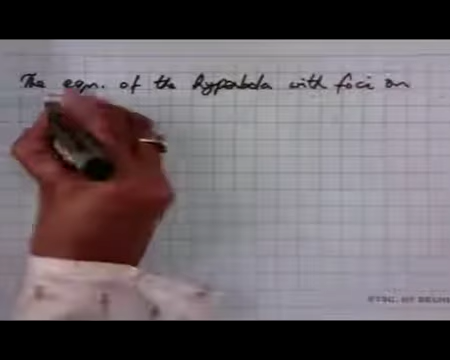 The eqn. of the hyperbola with foci on